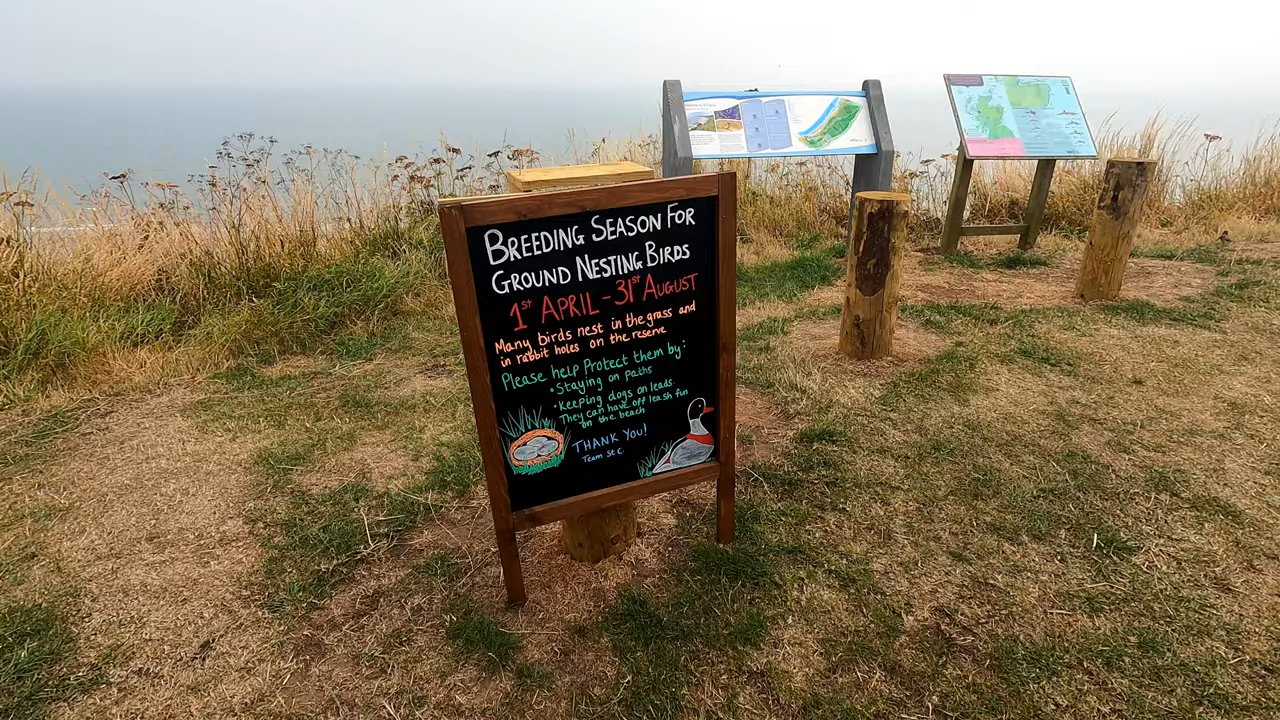 BREEDING SEASON FOR
GROUND NESTING BIRDS
1st APRIL - 31st AUGUST
Many birds nest in the grass and
in rabbit holes on the reserve
Please help Protect them by:
• Staying on Paths
• Keeping dogs on leads.
They can have off leash fun
on the beach
THANK YOU!
Team St C